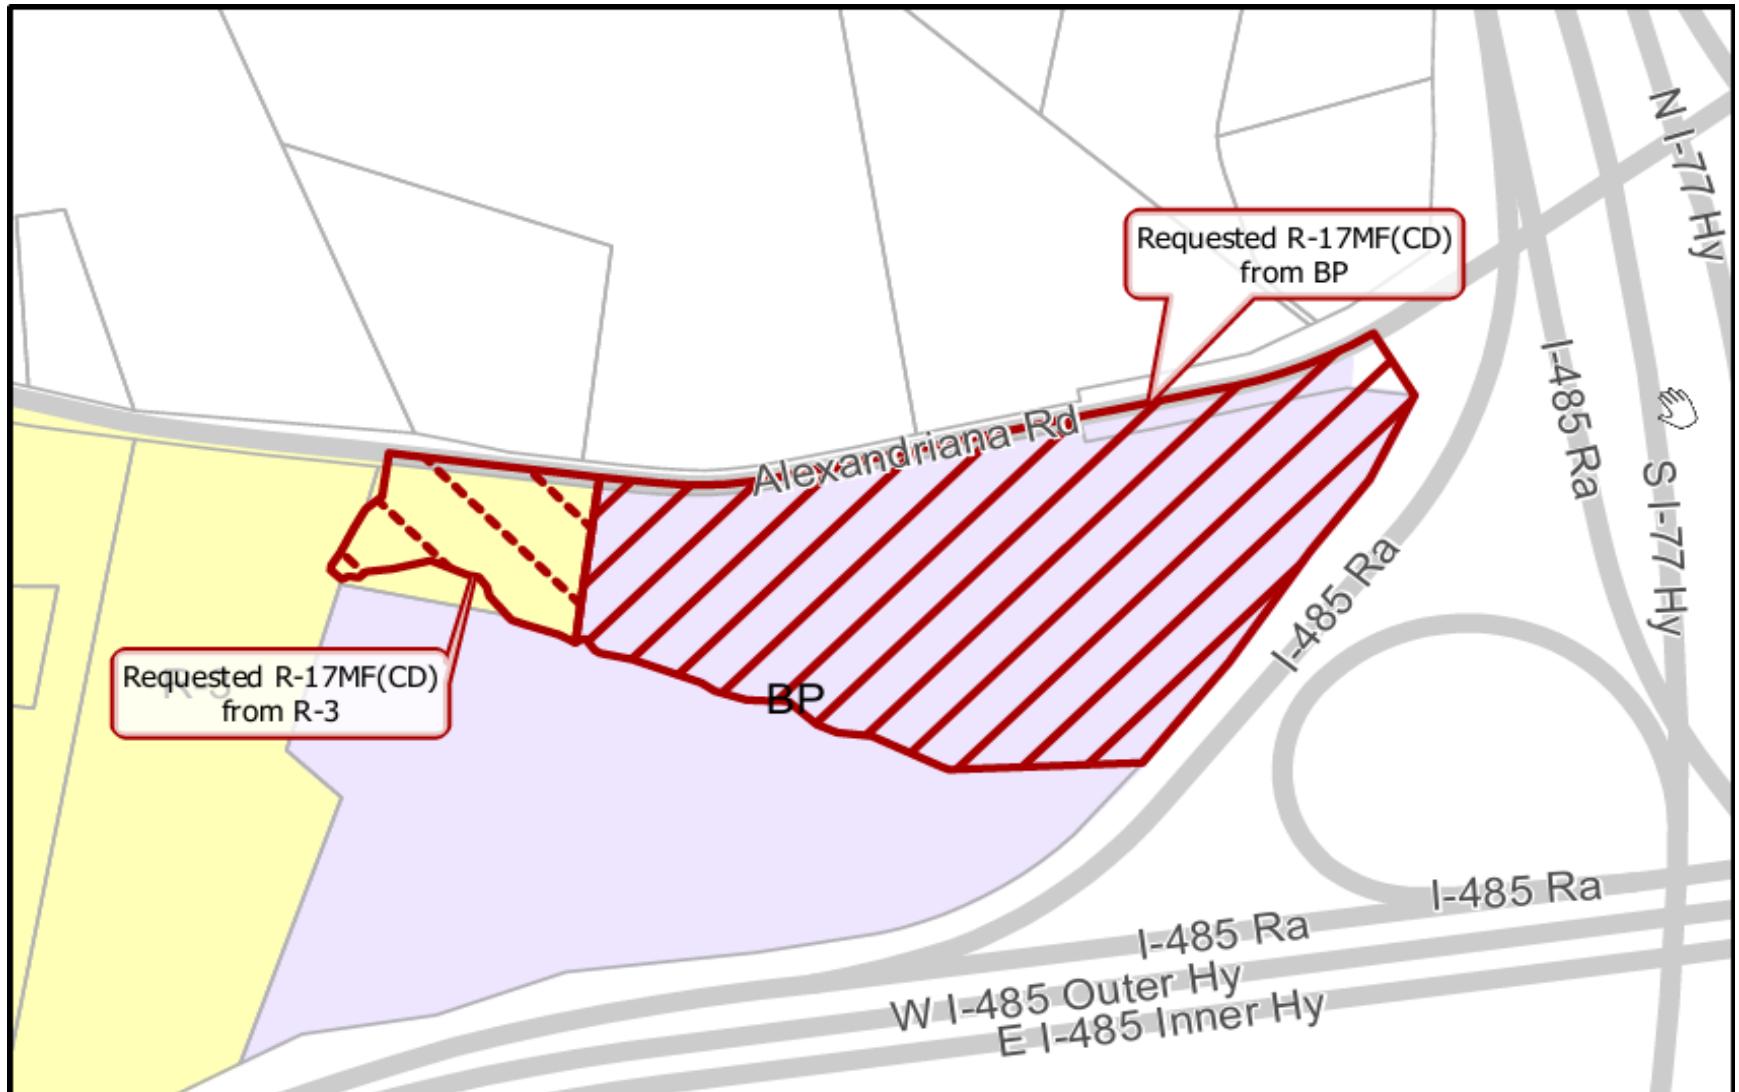 N I-77 Hy
Requested R-17MF(CD)
from BP
I-485 Ra
S I-77 Hy
Alexandriana Rd
I-485 Ra
Requested R-17MF(CD)
from R-3
R-3
BP
I-485 Ra
I-485 Ra
W I-485 Outer Hy
E I-485 Inner Hy